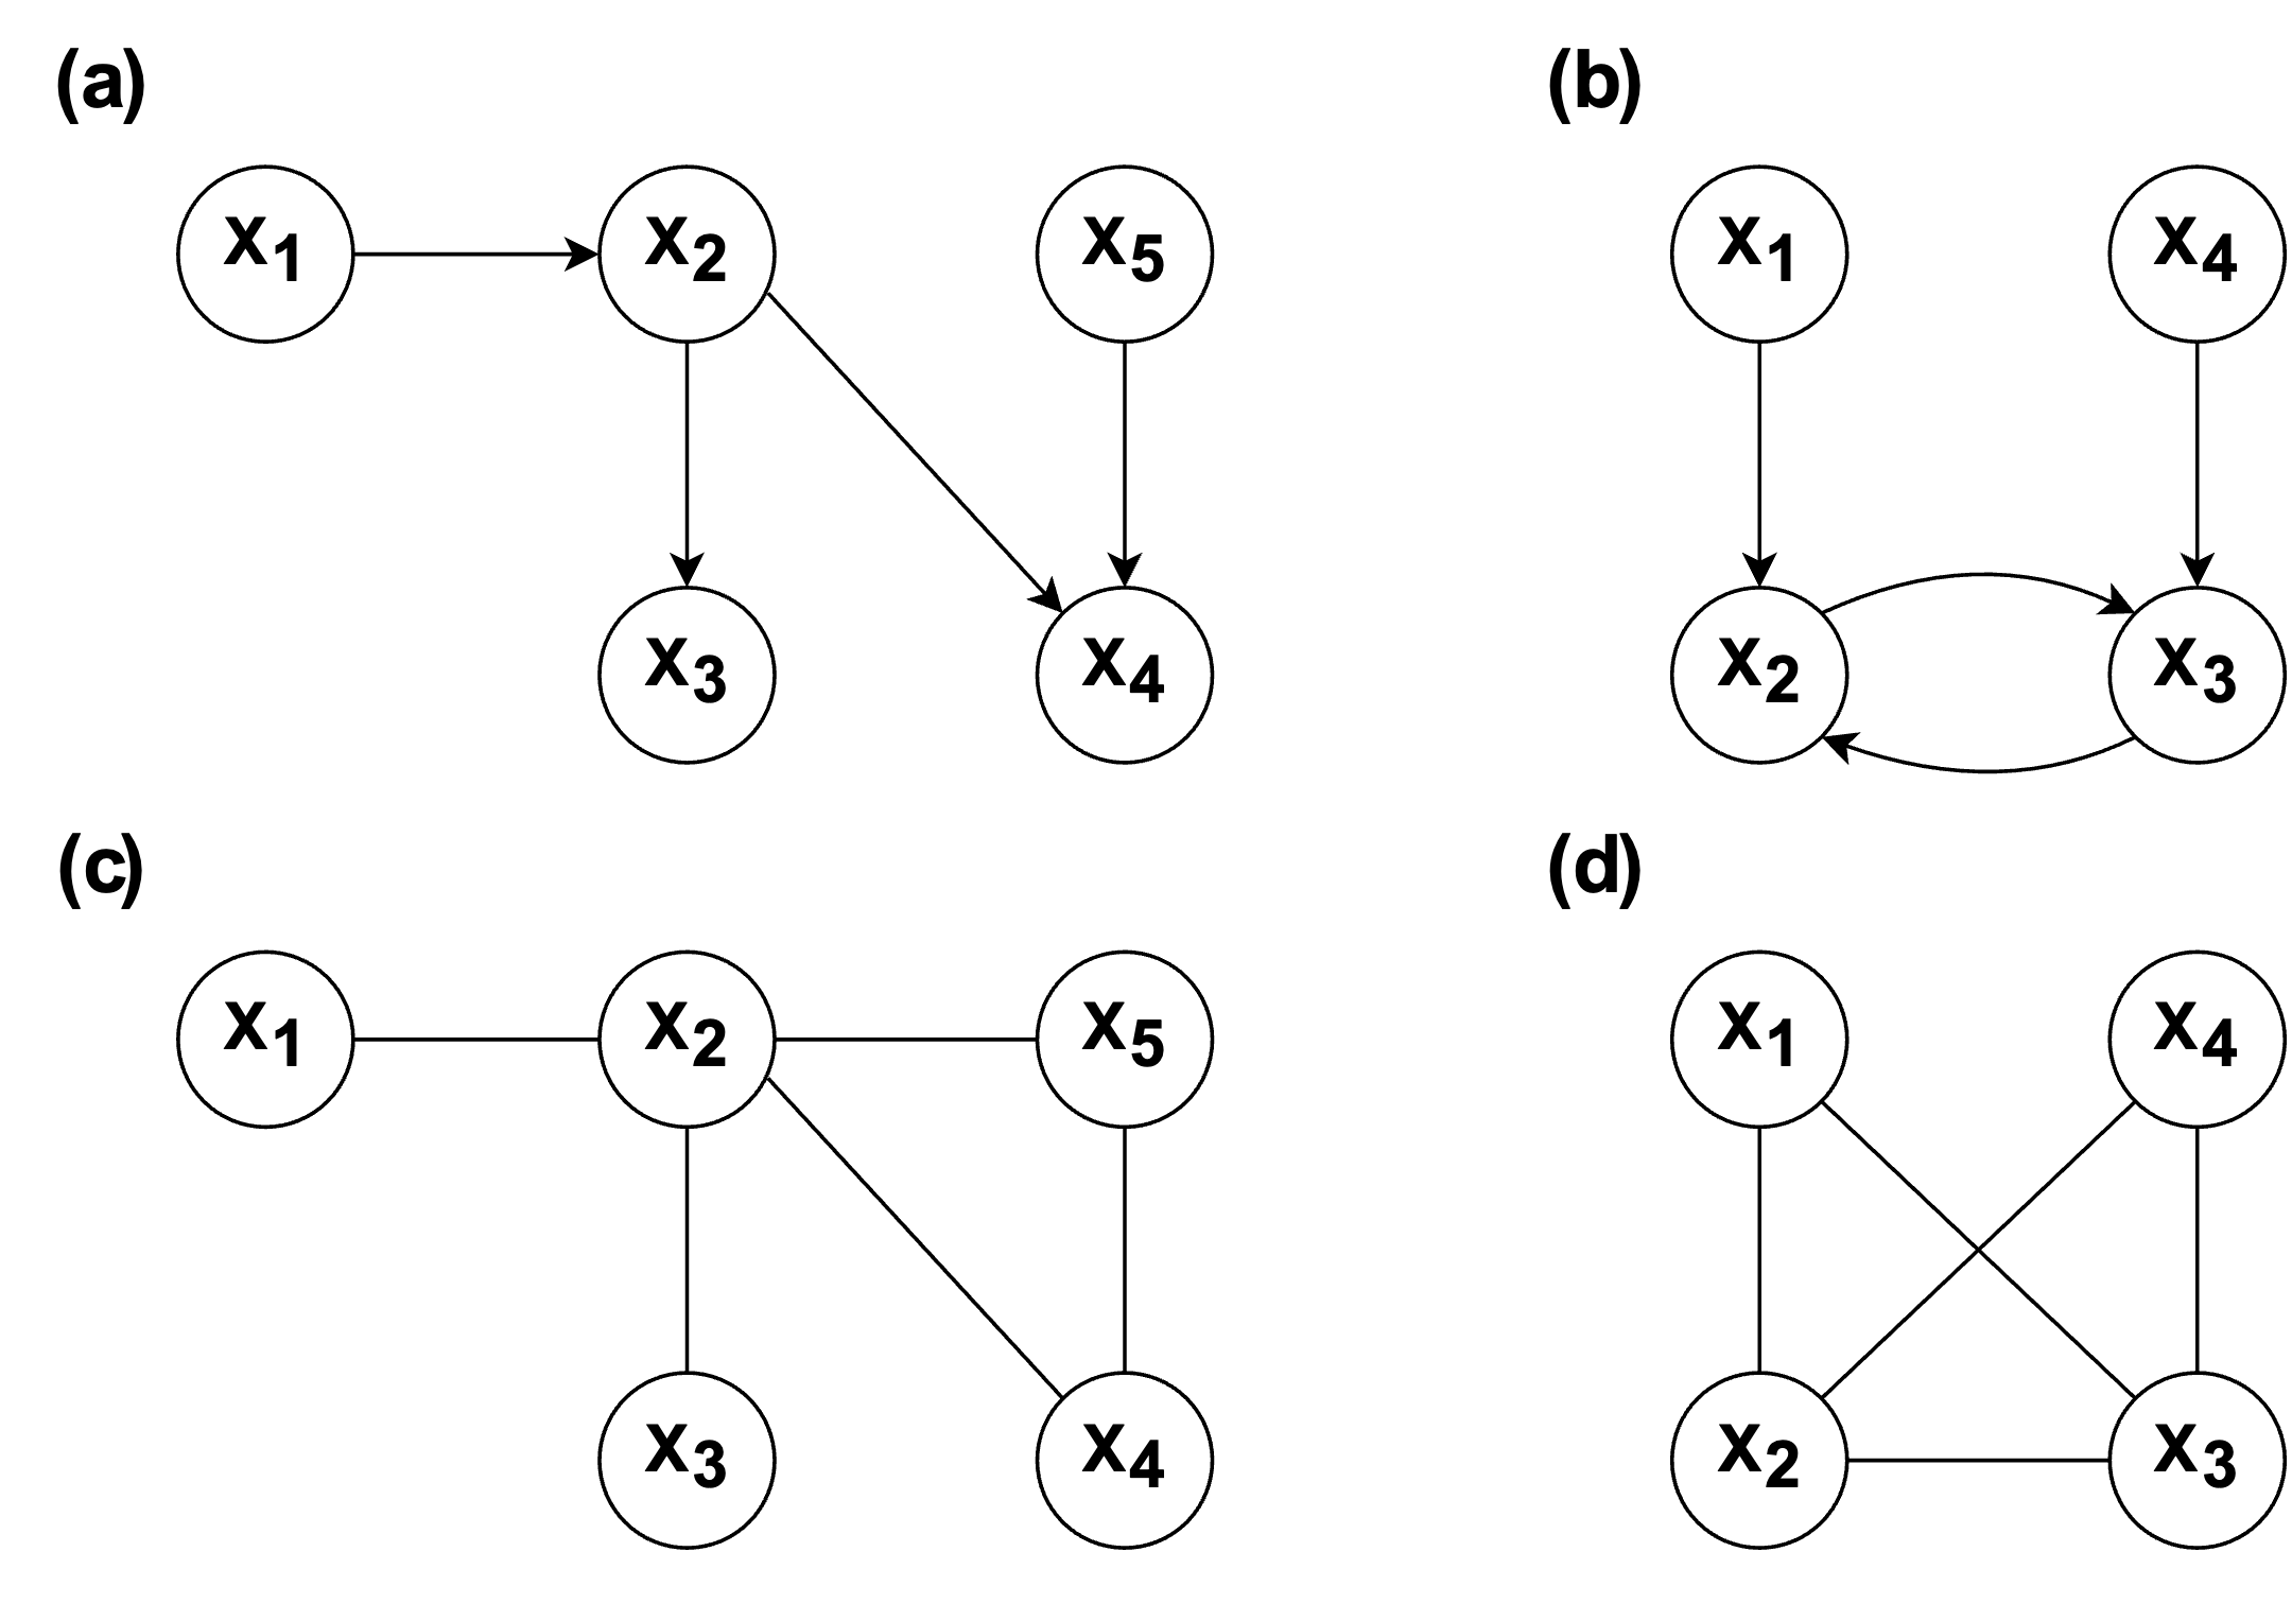 (a)
(b)
X1 X2 X5
X1 X4
X3 X4
X2 X3
(c)
(d)
X1 X2 X5
X1 X4
X3 X4
X2 X3